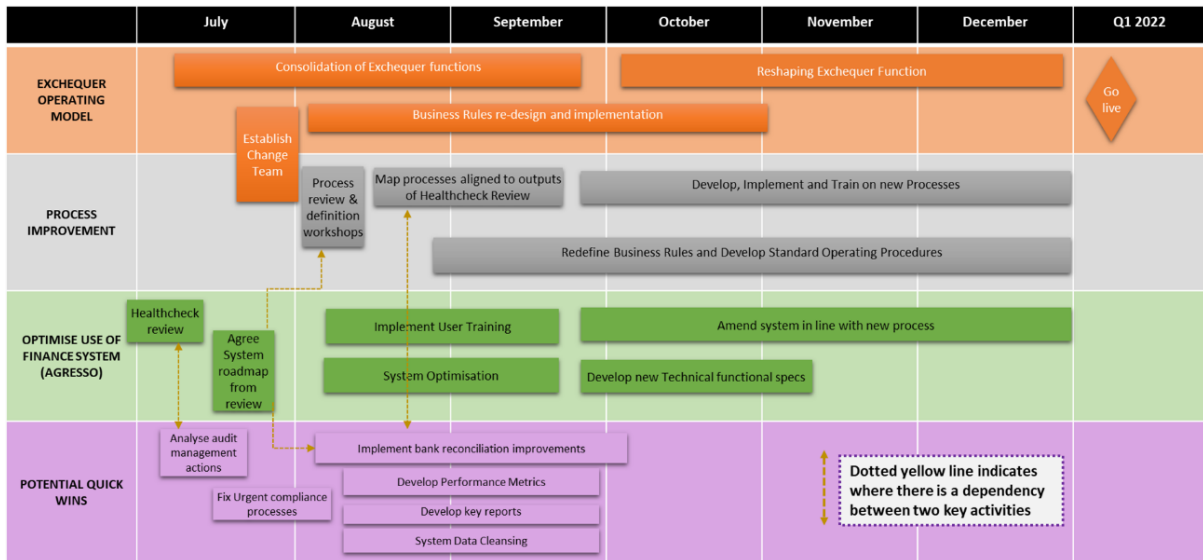 July
August
September
October
November
December
Q1 2022
EXCHEQUER
OPERATING
MODEL
Consolidation of Exchequer functions
Reshaping Exchequer Function
Go
live
Business Rules re-design and implementation
Establish
Change
Team
PROCESS
IMPROVEMENT
Process
review &
definition
workshops
Map processes aligned to outputs
of Healthcheck Review
Develop, Implement and Train on new Processes
Redefine Business Rules and Develop Standard Operating Procedures
OPTIMISE USE OF
FINANCE SYSTEM
(AGRESSO)
Healthcheck
review
Agree
System
roadmap
from
review
Implement User Training
Amend system in line with new process
System Optimisation
Develop new Technical functional specs
POTENTIAL QUICK
WINS
Analyse audit
management
actions
Implement bank reconciliation improvements
Fix Urgent compliance
processes
Develop Performance Metrics
Develop key reports
System Data Cleansing
Dotted yellow line indicates
where there is a dependency
between two key activities